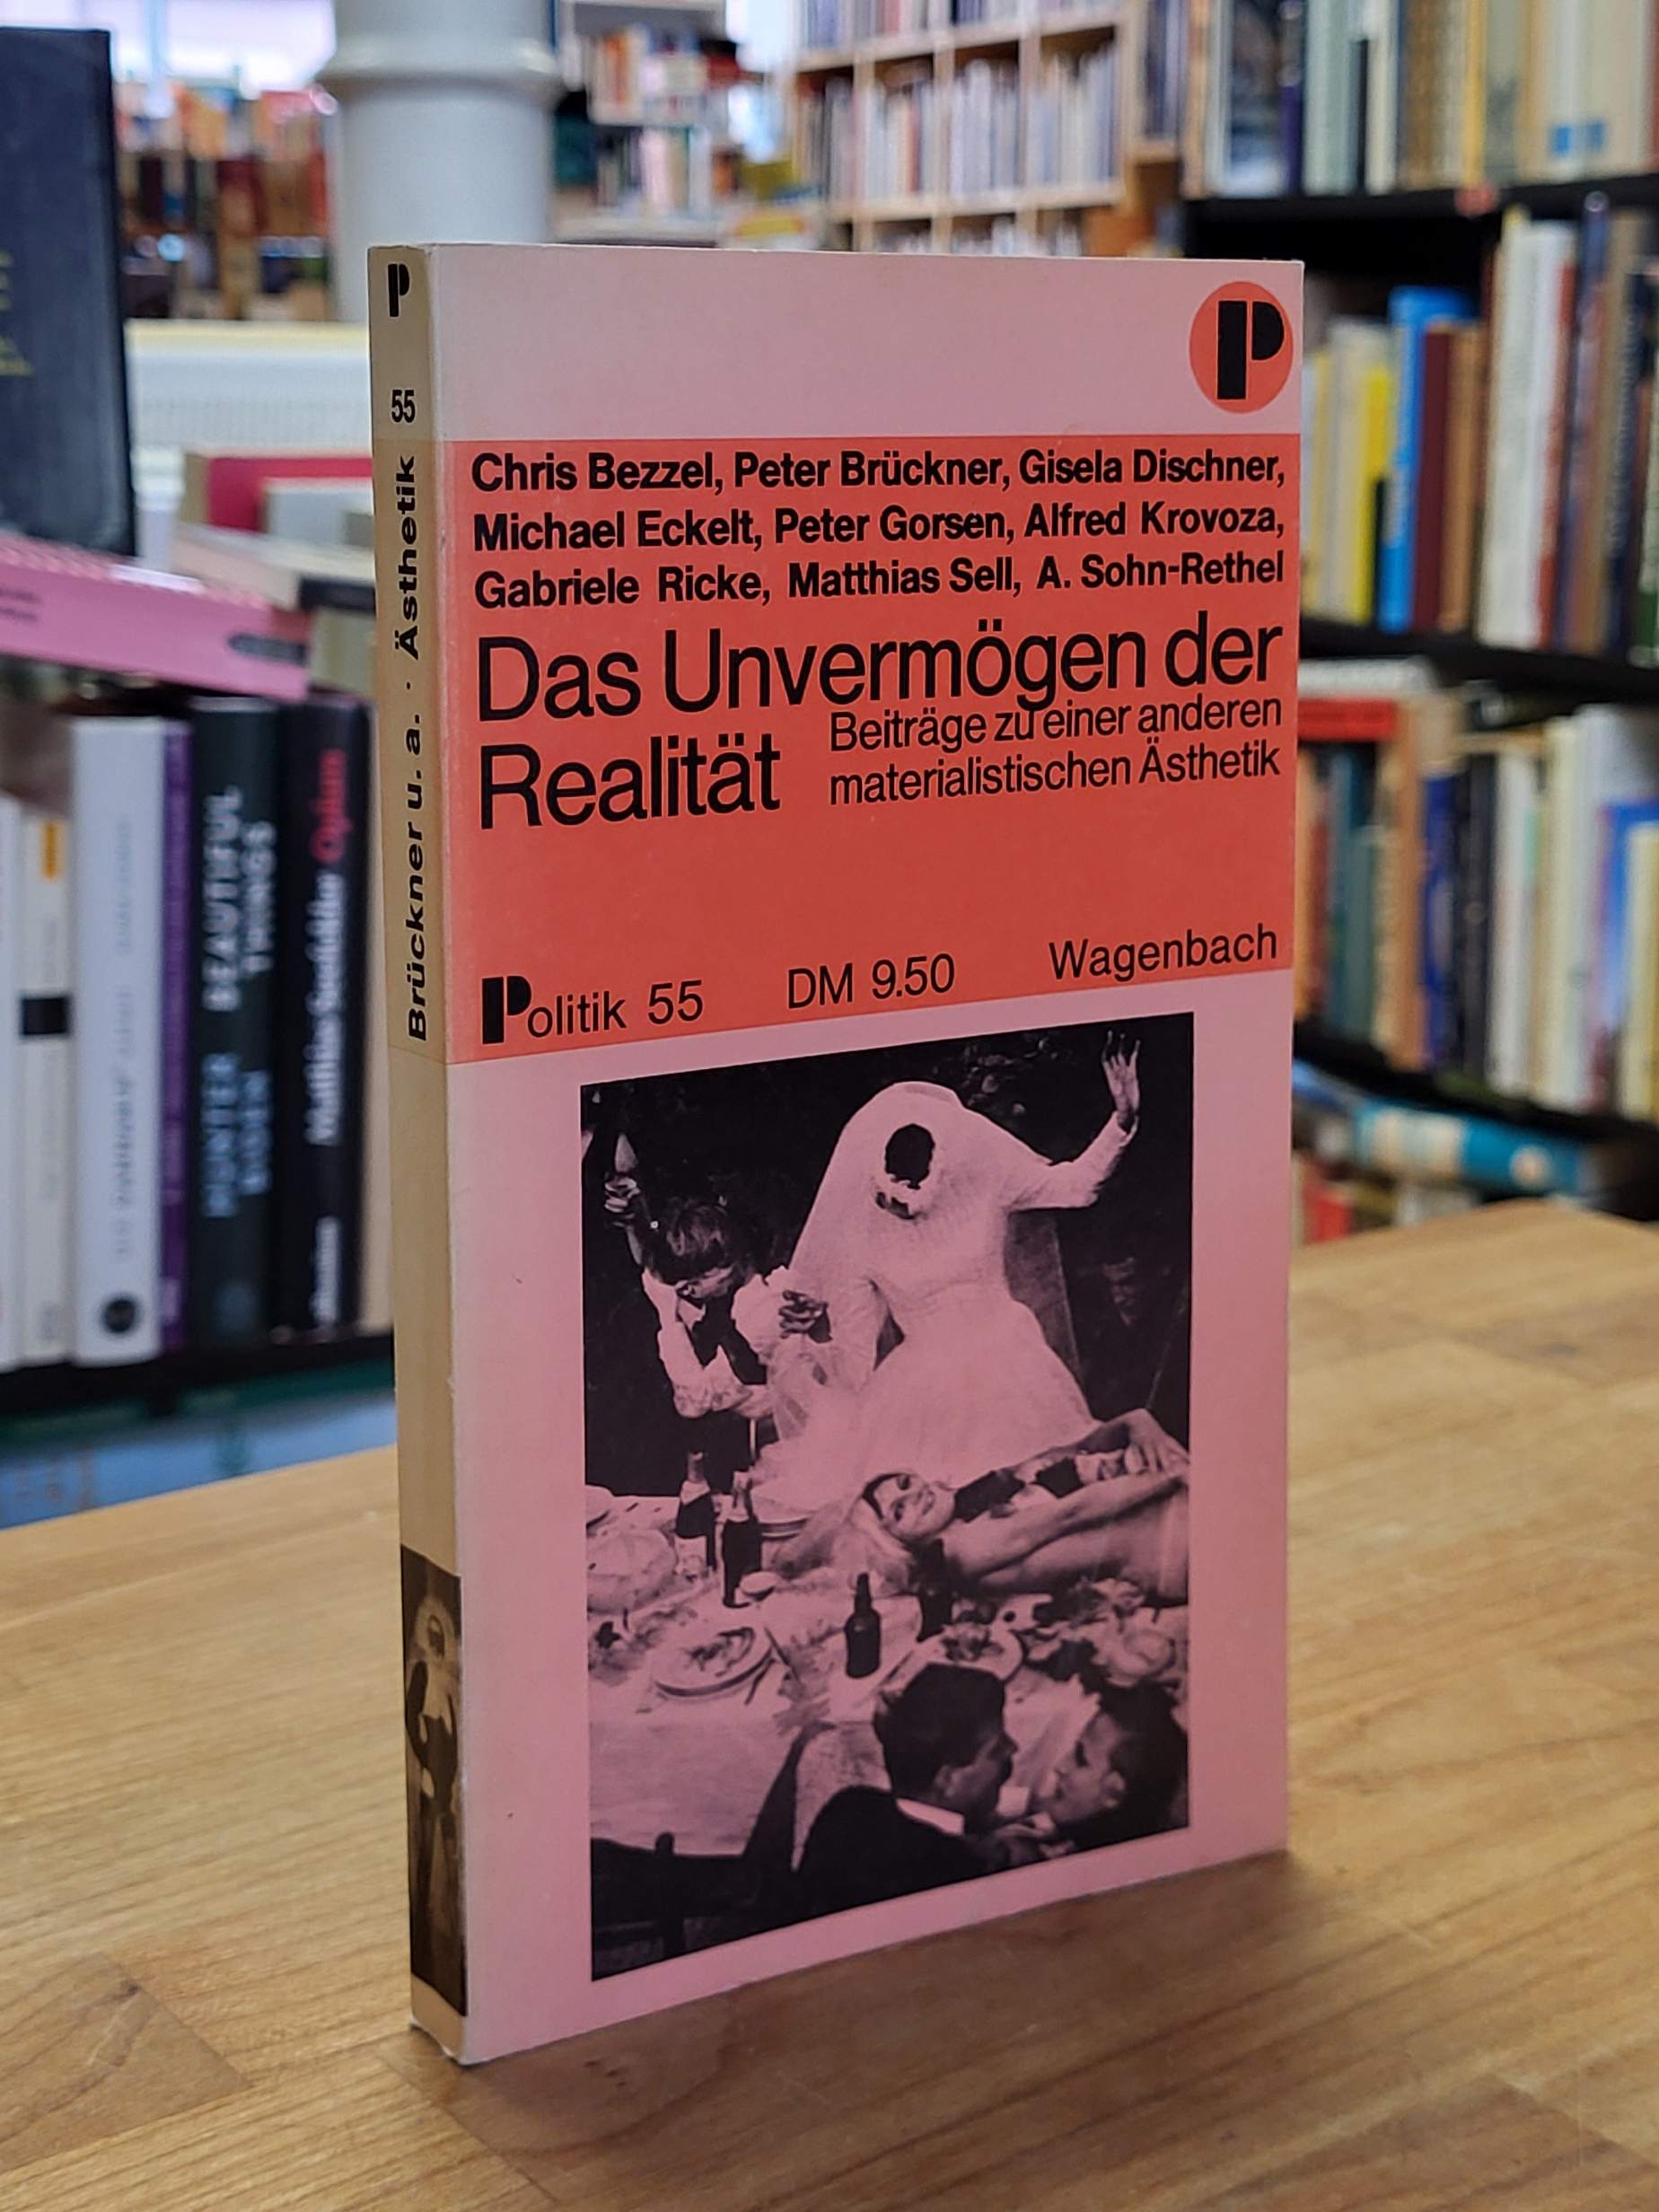 P
55
Brückner u. a. · Ästhetik
P
Chris Bezzel, Peter Brückner, Gisela Dischner,
Michael Eckelt, Peter Gorsen, Alfred Krovoza,
Gabriele Ricke, Matthias Sell, A. Sohn-Rethel
Das Unvermögen der
Realität
Beiträge zu einer anderen
materialistischen Ästhetik
Politik 55 DM 9.50 Wagenbach
BEAUTIFUL
THINGS
HUNTER
BIDEN
Opium